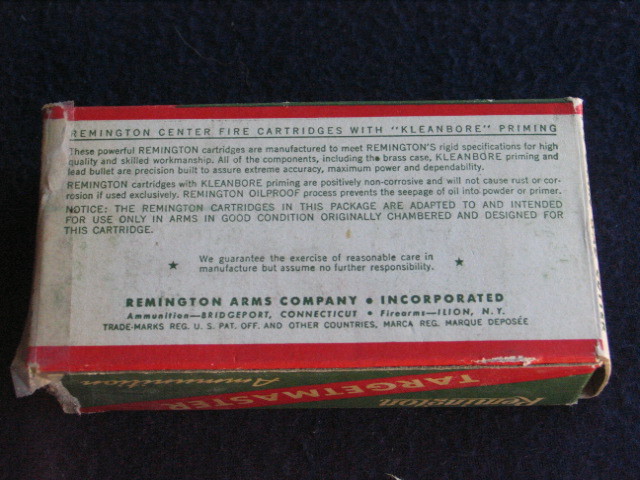 REMINGTON CENTER FIRE CARTRIDGES WITH "KLEANBORE" PRIMING
These powerful REMINGTON cartridges are manufactured to meet REMINGTON'S rigid specifications for high
quality and skilled workmanship. All of the components, including the brass case, KLEANBORE priming and
lead bullet are precision built to assure extreme accuracy, maximum power and dependability.
REMINGTON cartridges with KLEANBORE priming are positively non-corrosive and will not cause rust or cor-
rosion if used exclusively. REMINGTON OILPROOF process prevents the seepage of oil into powder or primer.
NOTICE: THE REMINGTON CARTRIDGES IN THIS PACKAGE ARE ADAPTED TO AND INTENDED
FOR USE ONLY IN ARMS IN GOOD CONDITION ORIGINALLY CHAMBERED AND DESIGNED FOR
THIS CARTRIDGE.
We guarantee the exercise of reasonable care in
manufacture but assume no further responsibility.
REMINGTON ARMS COMPANY • INCORPORATED
Ammunition—BRIDGEPORT, CONNECTICUT • Firearms—ILION, N. Y.
TRADE-MARKS REG. U. S. PAT. OFF. AND OTHER COUNTRIES, MARCA REG. MARQUE DEPOSÉE
Remington
TARGETMASTER
Ammunition